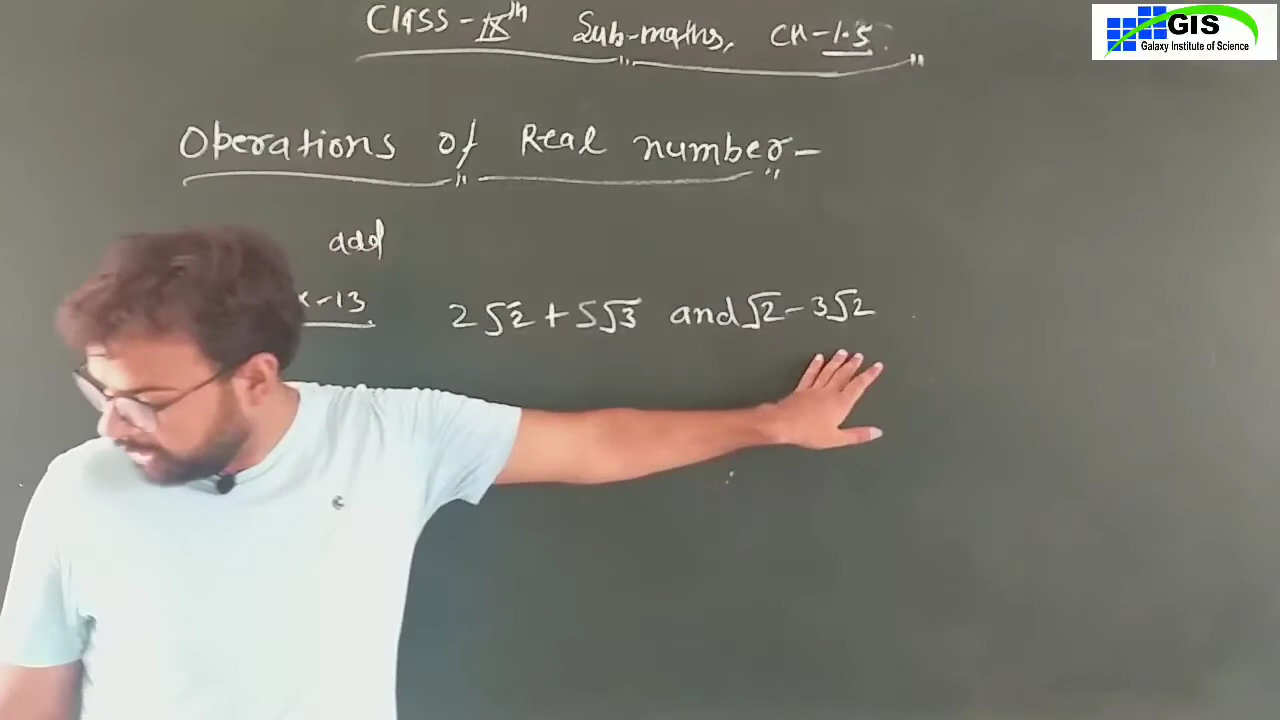 Class-IXth Sub-maths, CH-1.5
GIS
Galaxy Institute of Science
Operations of Real number-
add
x-13. 2√2+5√3 and √2-3√2